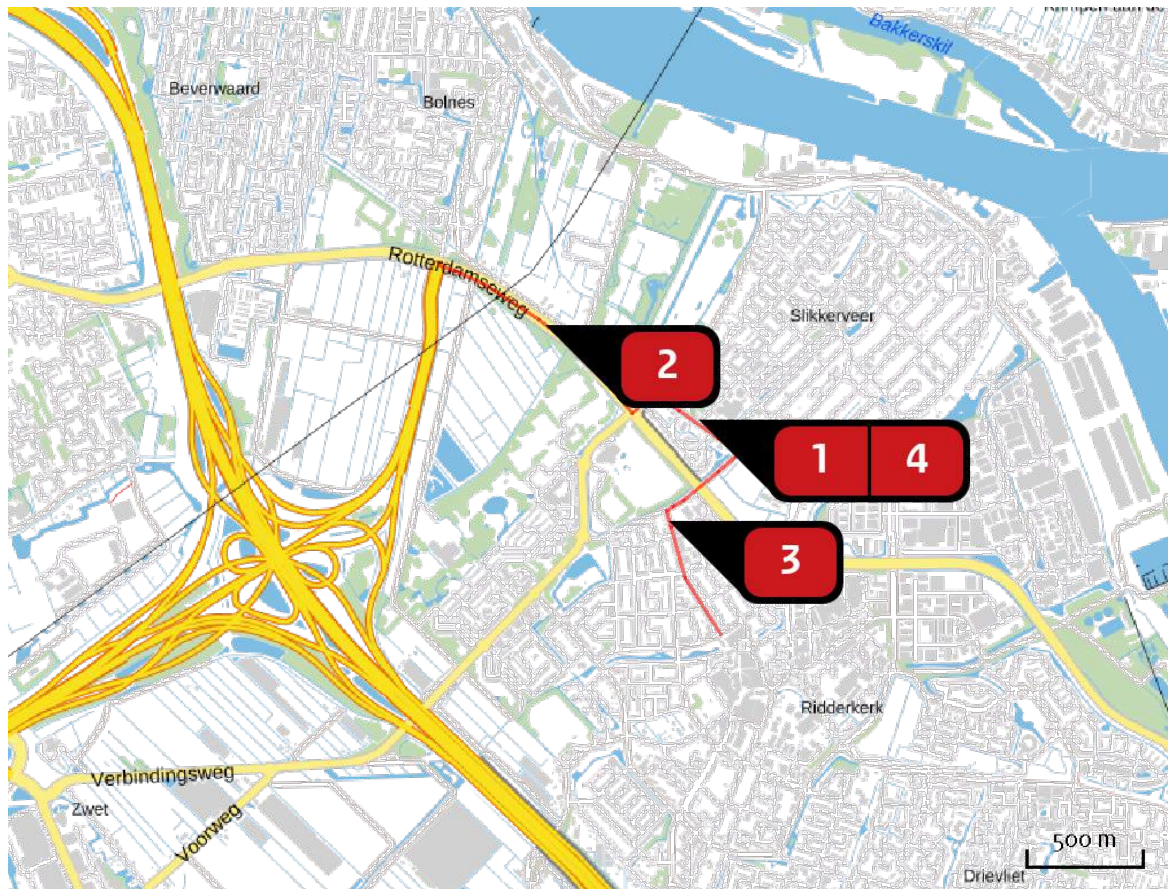 Bakkerskil
Beverwaard
Bolnes
Rotterdamseweg
Slikkerveer
2
1 4
3
Ridderkerk
Verbindingsweg
Zwet
Voorweg
500 m
Drievliet